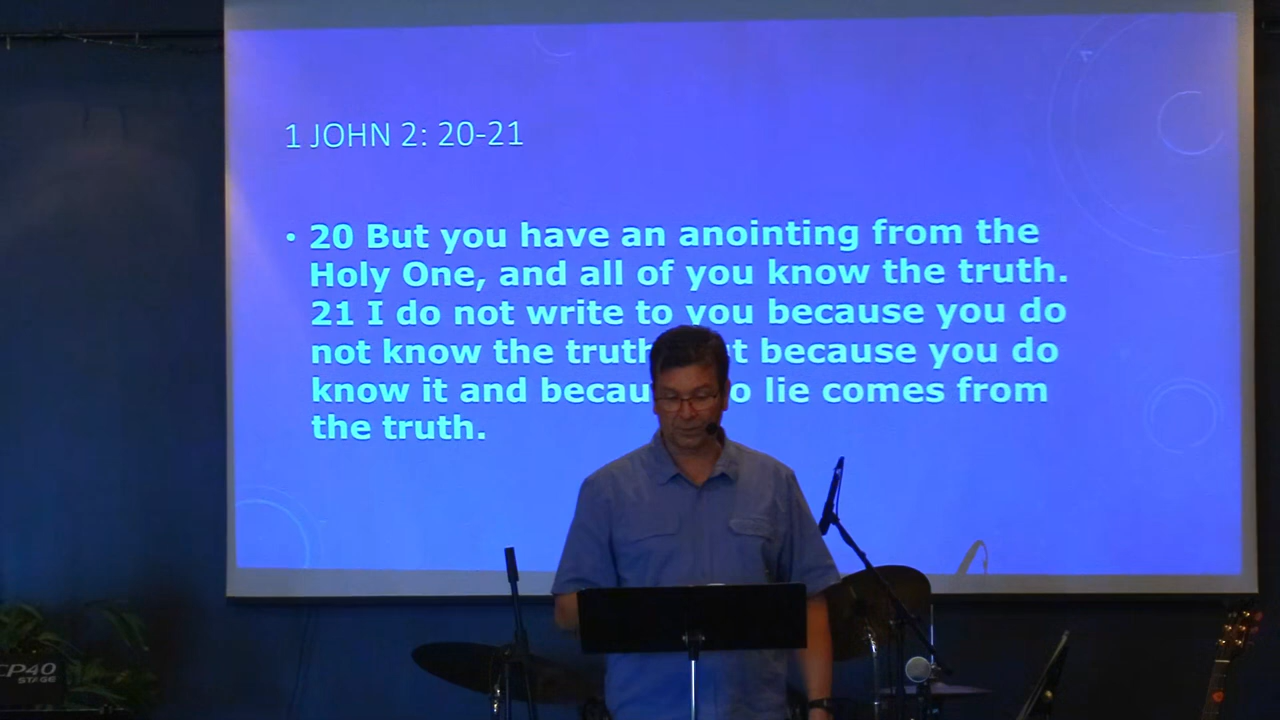 1 JOHN 2: 20-21
• 20 But you have an anointing from the
Holy One, and all of you know the truth.
21 I do not write to you because you do
not know the truth because you do
know it and lie comes from
the truth.
CP40
STAGE